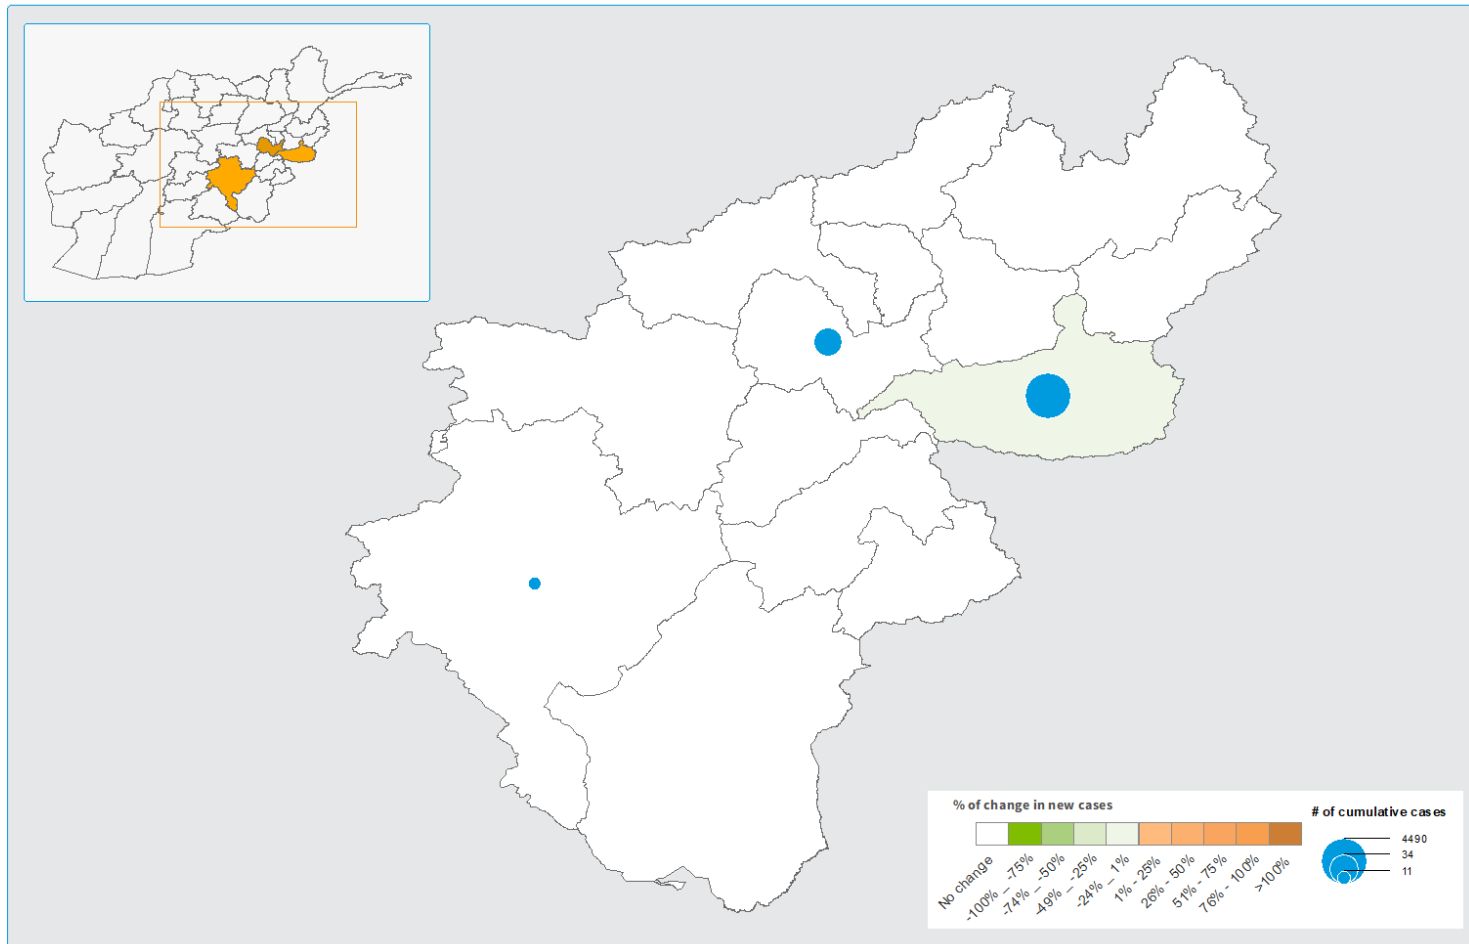 % of change in new cases
No change
-100% _ -75%
-74% _ -50%
-49% _ -25%
-24% _ 1%
1% - 25%
26% - 50%
51% - 75%
76% - 100%
>100%
# of cumulative cases
4490
34
11